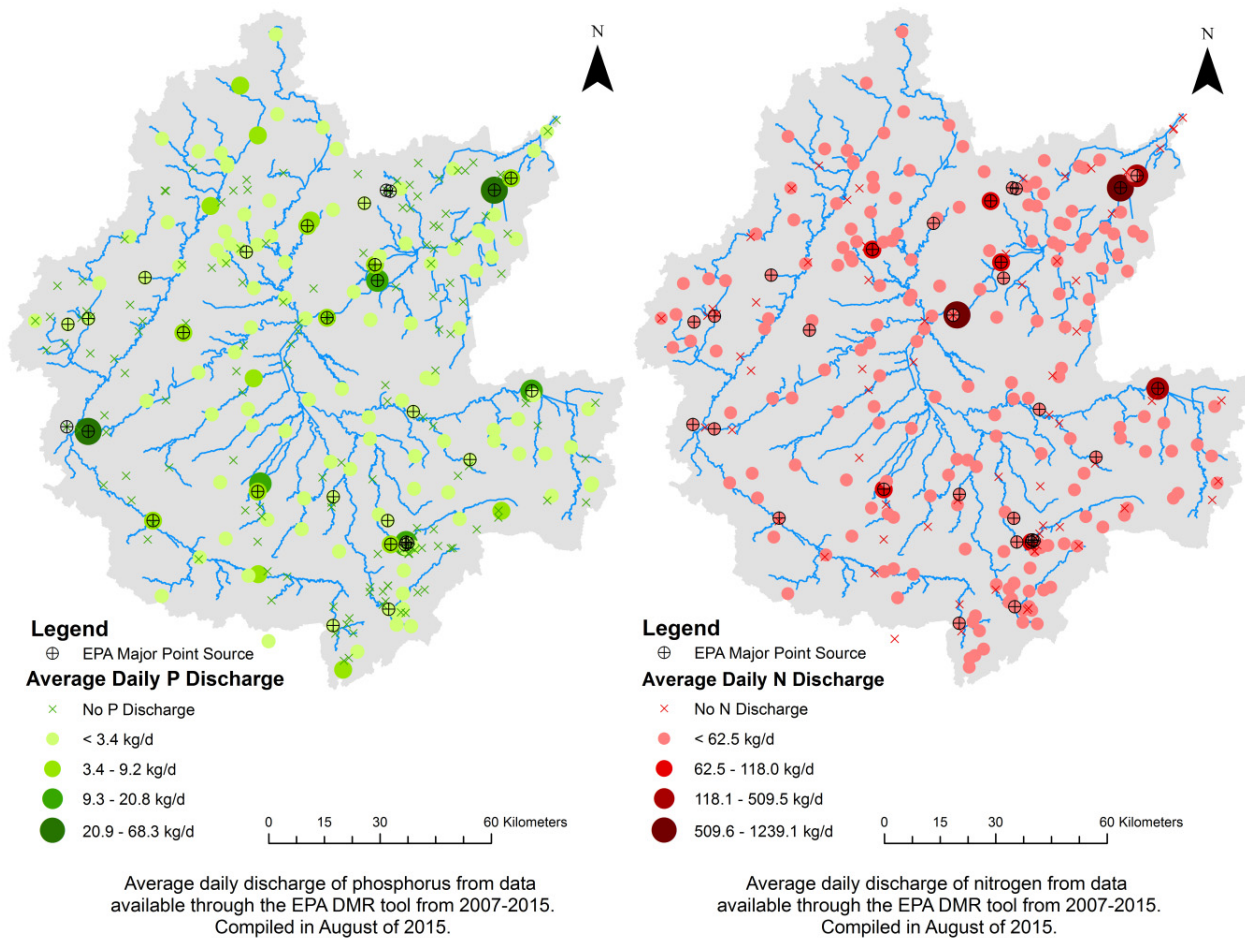 N
Legend
EPA Major Point Source
Average Daily P Discharge
No P Discharge
< 3.4 kg/d
3.4 - 9.2 kg/d
9.3 - 20.8 kg/d
20.9 - 68.3 kg/d
0 15 30 60 Kilometers
Average daily discharge of phosphorus from data
available through the EPA DMR tool from 2007-2015.
Compiled in August of 2015.
N
Legend
EPA Major Point Source
Average Daily N Discharge
No N Discharge
< 62.5 kg/d
62.5 - 118.0 kg/d
118.1 - 509.5 kg/d
509.6 - 1239.1 kg/d
0 15 30 60 Kilometers
Average daily discharge of nitrogen from data
available through the EPA DMR tool from 2007-2015.
Compiled in August of 2015.